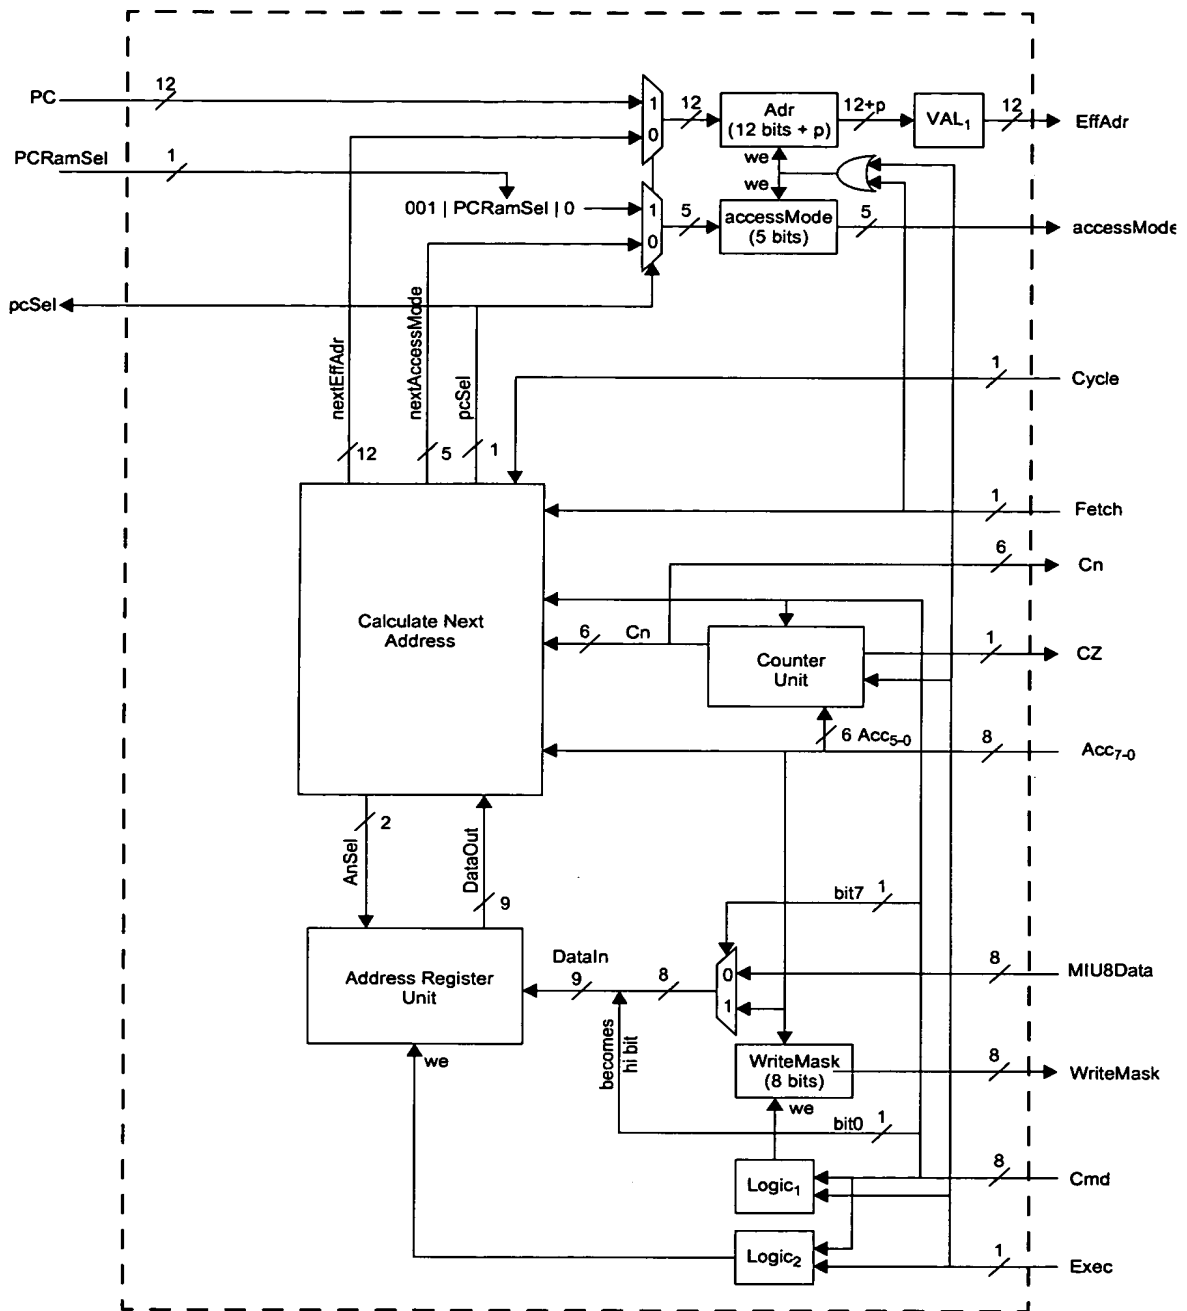 PC
12
1
0
12
Adr
(12 bits + p)
12+p
VAL1
12
EffAdr
PCRamSel
1
we
we
001 | PCRamSel | 0
1
0
5
accessMode
(5 bits)
5
accessMode
pcSel
nextEffAdr
nextAccessMode
pcSel
12
5
1
1
Cycle
1
Fetch
6
Cn
Calculate Next
Address
6
Cn
Counter
Unit
1
CZ
6 Acc5-0
8
Acc7-0
2
AnSel
DataOut
9
bit7
1
Address Register
Unit
DataIn
9
8
0
1
8
MIU8Data
becomes
hi bit
WriteMask
(8 bits)
8
WriteMask
we
we
bit0
1
Logic1
8
Cmd
Logic2
1
Exec